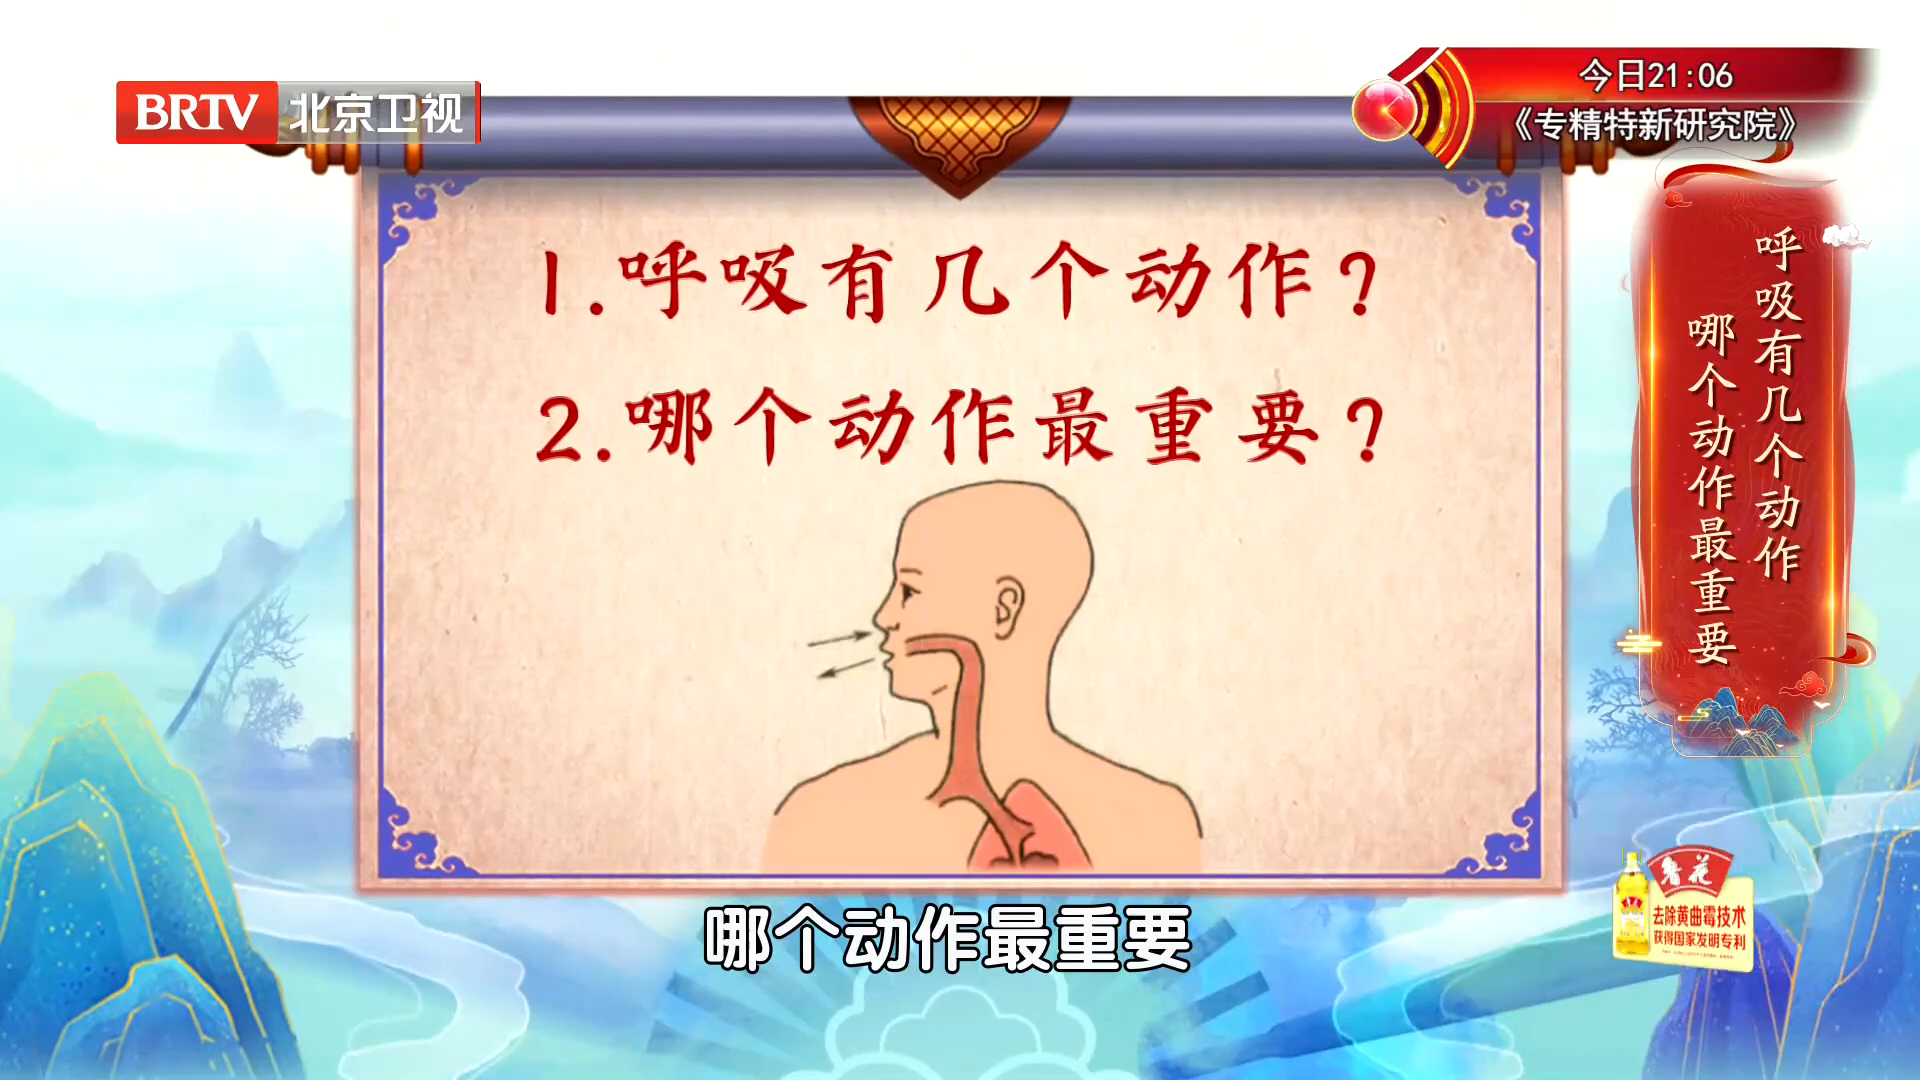 BRTV 北京卫视
今日21:06
《专精特新研究院》
1.呼吸有几个动作?
2.哪个动作最重要?
呼吸有几个动作
哪个动作最重要
鲁花
去除黄曲霉技术
获得国家发明专利
哪个动作最重要